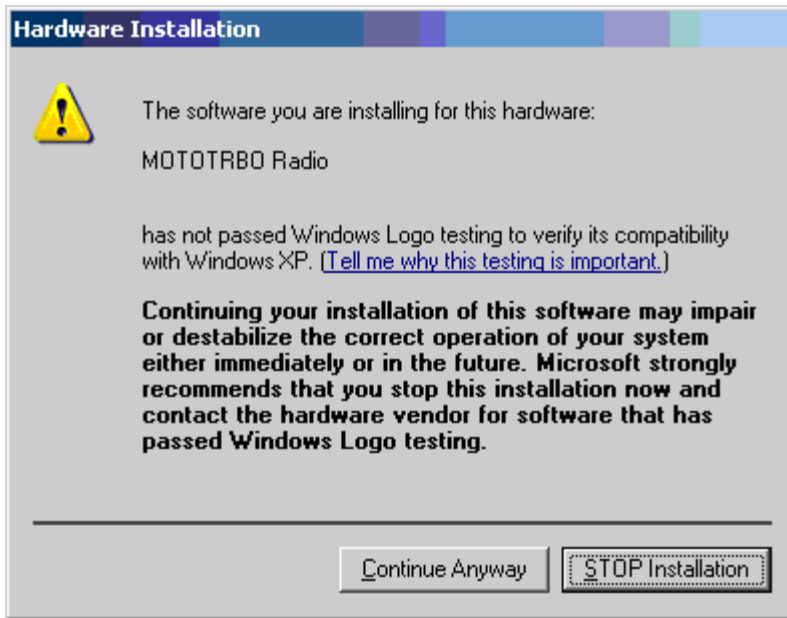 Hardware Installation
The software you are installing for this hardware:
MOTOTRBO Radio
has not passed Windows Logo testing to verify its compatibility
with Windows XP. (Tell me why this testing is important.)
Continuing your installation of this software may impair
or destabilize the correct operation of your system
either immediately or in the future. Microsoft strongly
recommends that you stop this installation now and
contact the hardware vendor for software that has
passed Windows Logo testing.
Continue Anyway
STOP Installation